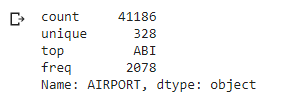 count     41186
unique      328
top         ABI
freq       2078
Name: AIRPORT, dtype: object